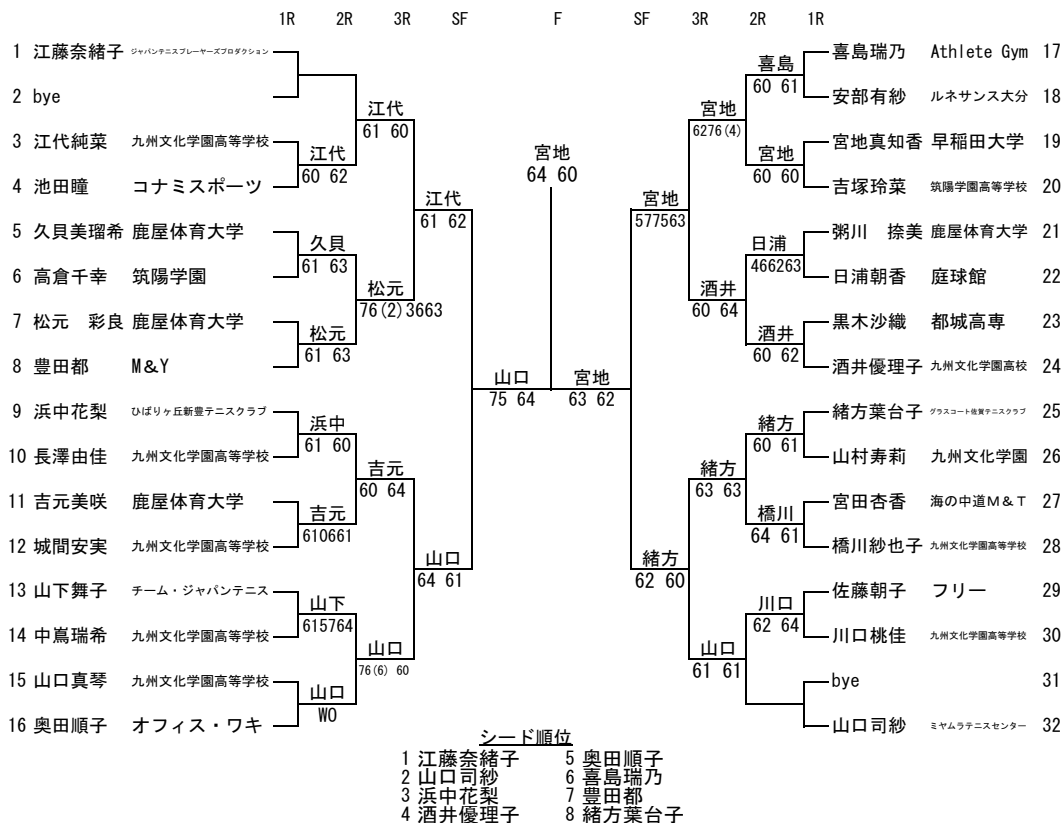 1R 2R 3R SF F SF 3R 2R 1R
1 江藤奈緒子 ジャパンテニスプレーヤーズプロダクション
2 bye
3 江代純菜 九州文化学園高等学校
4 池田瞳 コナミスポーツ
5 久貝美瑠希 鹿屋体育大学
6 高倉千幸 筑陽学園
7 松元 彩良 鹿屋体育大学
8 豊田都 M&Y
9 浜中花梨 ひばりヶ丘新豊テニスクラブ
10 長澤由佳 九州文化学園高等学校
11 吉元美咲 鹿屋体育大学
12 城間安実 九州文化学園高等学校
13 山下舞子 チーム・ジャパンテニス
14 中嶌瑞希 九州文化学園高等学校
15 山口真琴 九州文化学園高等学校
16 奥田順子 オフィス・ワキ
江代
60 62
久貝
61 63
松元
61 63
浜中
61 60
吉元
610661
山下
615764
山口
WO
江代
61 60
松元
76(2)3663
吉元
60 64
山口
76(6) 60
江代
61 62
山口
64 61
山口
75 64
宮地
64 60
宮地
63 62
宮地
577563
緒方
62 60
宮地
6276(4)
酒井
60 64
緒方
63 63
山口
61 61
喜島
60 61
宮地
60 60
日浦
466263
酒井
60 62
緒方
60 61
橋川
64 61
川口
62 64
喜島瑞乃 Athlete Gym 17
安部有紗 ルネサンス大分 18
宮地真知香 早稲田大学 19
吉塚玲菜 筑陽学園高等学校 20
粥川 捺美 鹿屋体育大学 21
日浦朝香 庭球館 22
黒木沙織 都城高専 23
酒井優理子 九州文化学園高校 24
緒方葉台子 グラスコート佐賀テニスクラブ 25
山村寿莉 九州文化学園 26
宮田杏香 海の中道M&T 27
橋川紗也子 九州文化学園高等学校 28
佐藤朝子 フリー 29
川口桃佳 九州文化学園高等学校 30
bye 31
山口司紗 ミヤムラテニスセンター 32
シード順位
1 江藤奈緒子 5 奥田順子
2 山口司紗 6 喜島瑞乃
3 浜中花梨 7 豊田都
4 酒井優理子 8 緒方葉台子